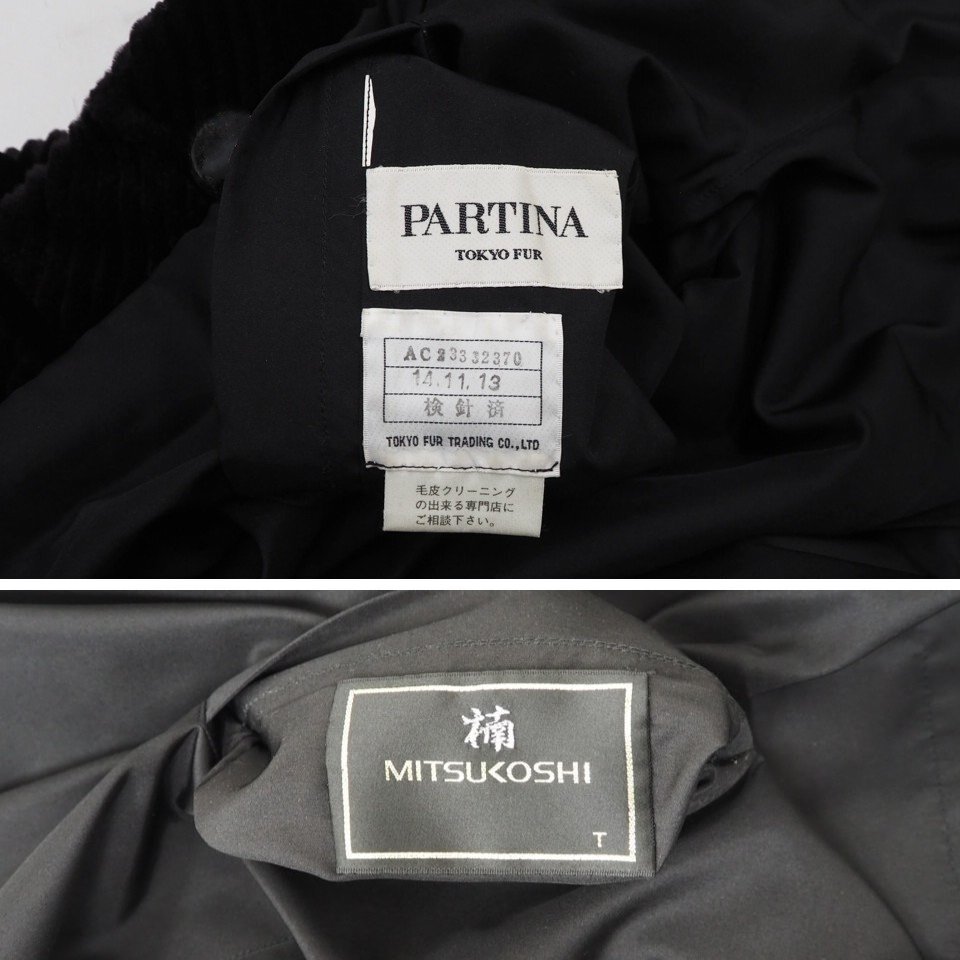 PARTINA
TOKYO FUR
AC23332370
14.11.13
検針済
TOKYO FUR TRADING CO.,LTD
毛皮クリーニング
の出来る専門店に
ご相談下さい。
楠
MITSUKOSHI
T